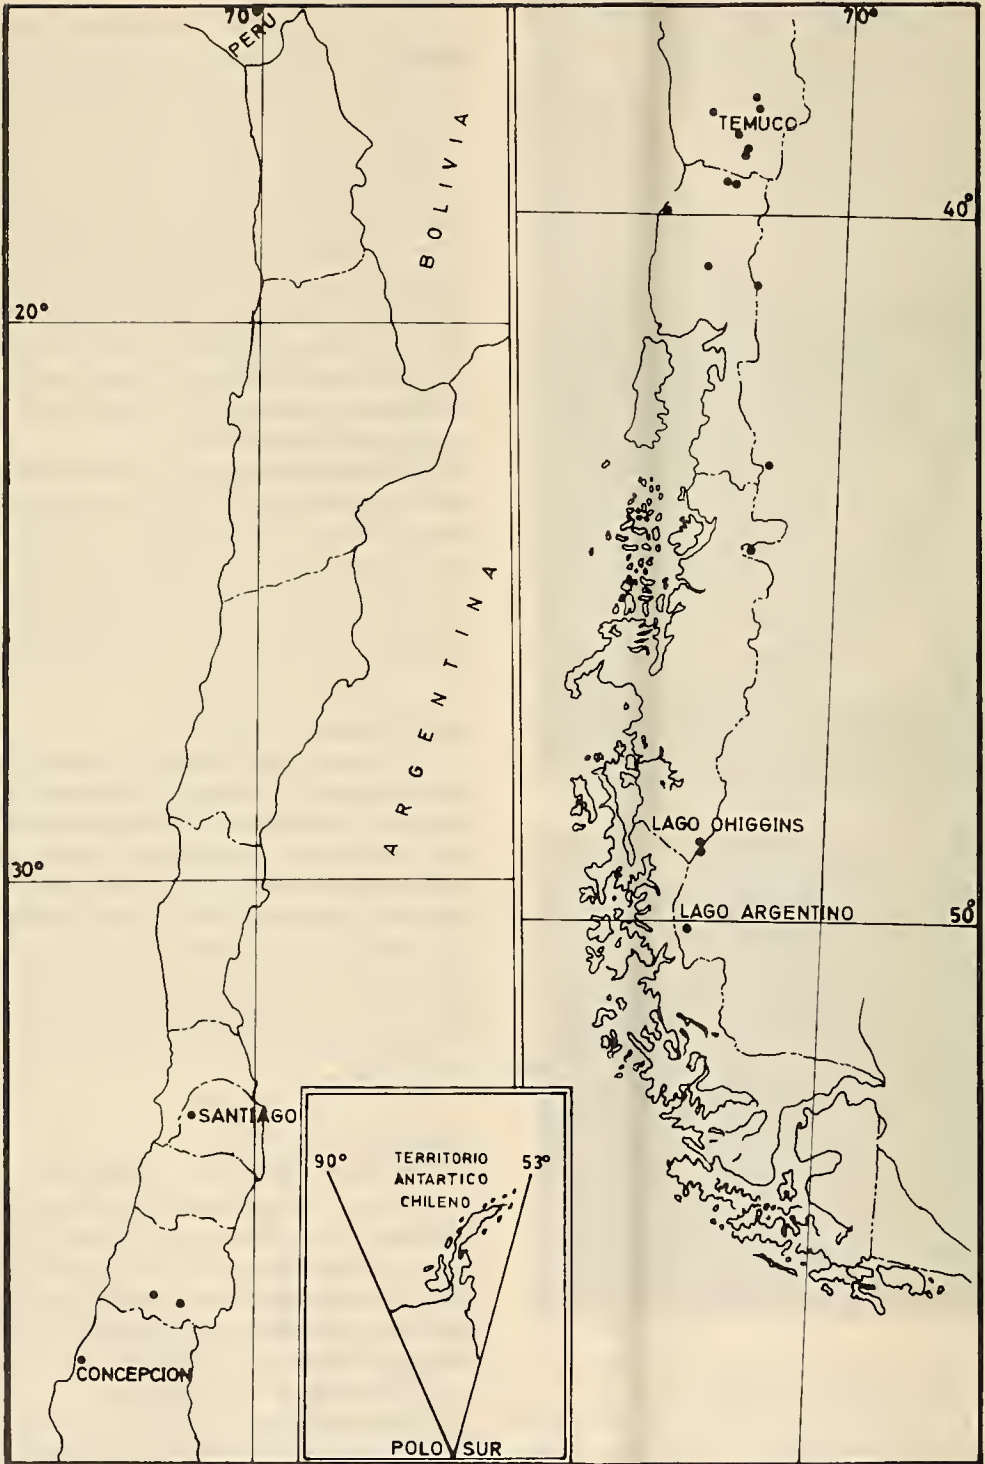 70°
PERU
BOLIVIA
20°
ARGENTINA
30°
SANTIAGO
CONCEPCION
90°
TERRITORIO
ANTARTICO
CHILENO
53°
POLO SUR
70°
TEMUCO
40°
LAGO OHIGGINS
LAGO ARGENTINO
50°